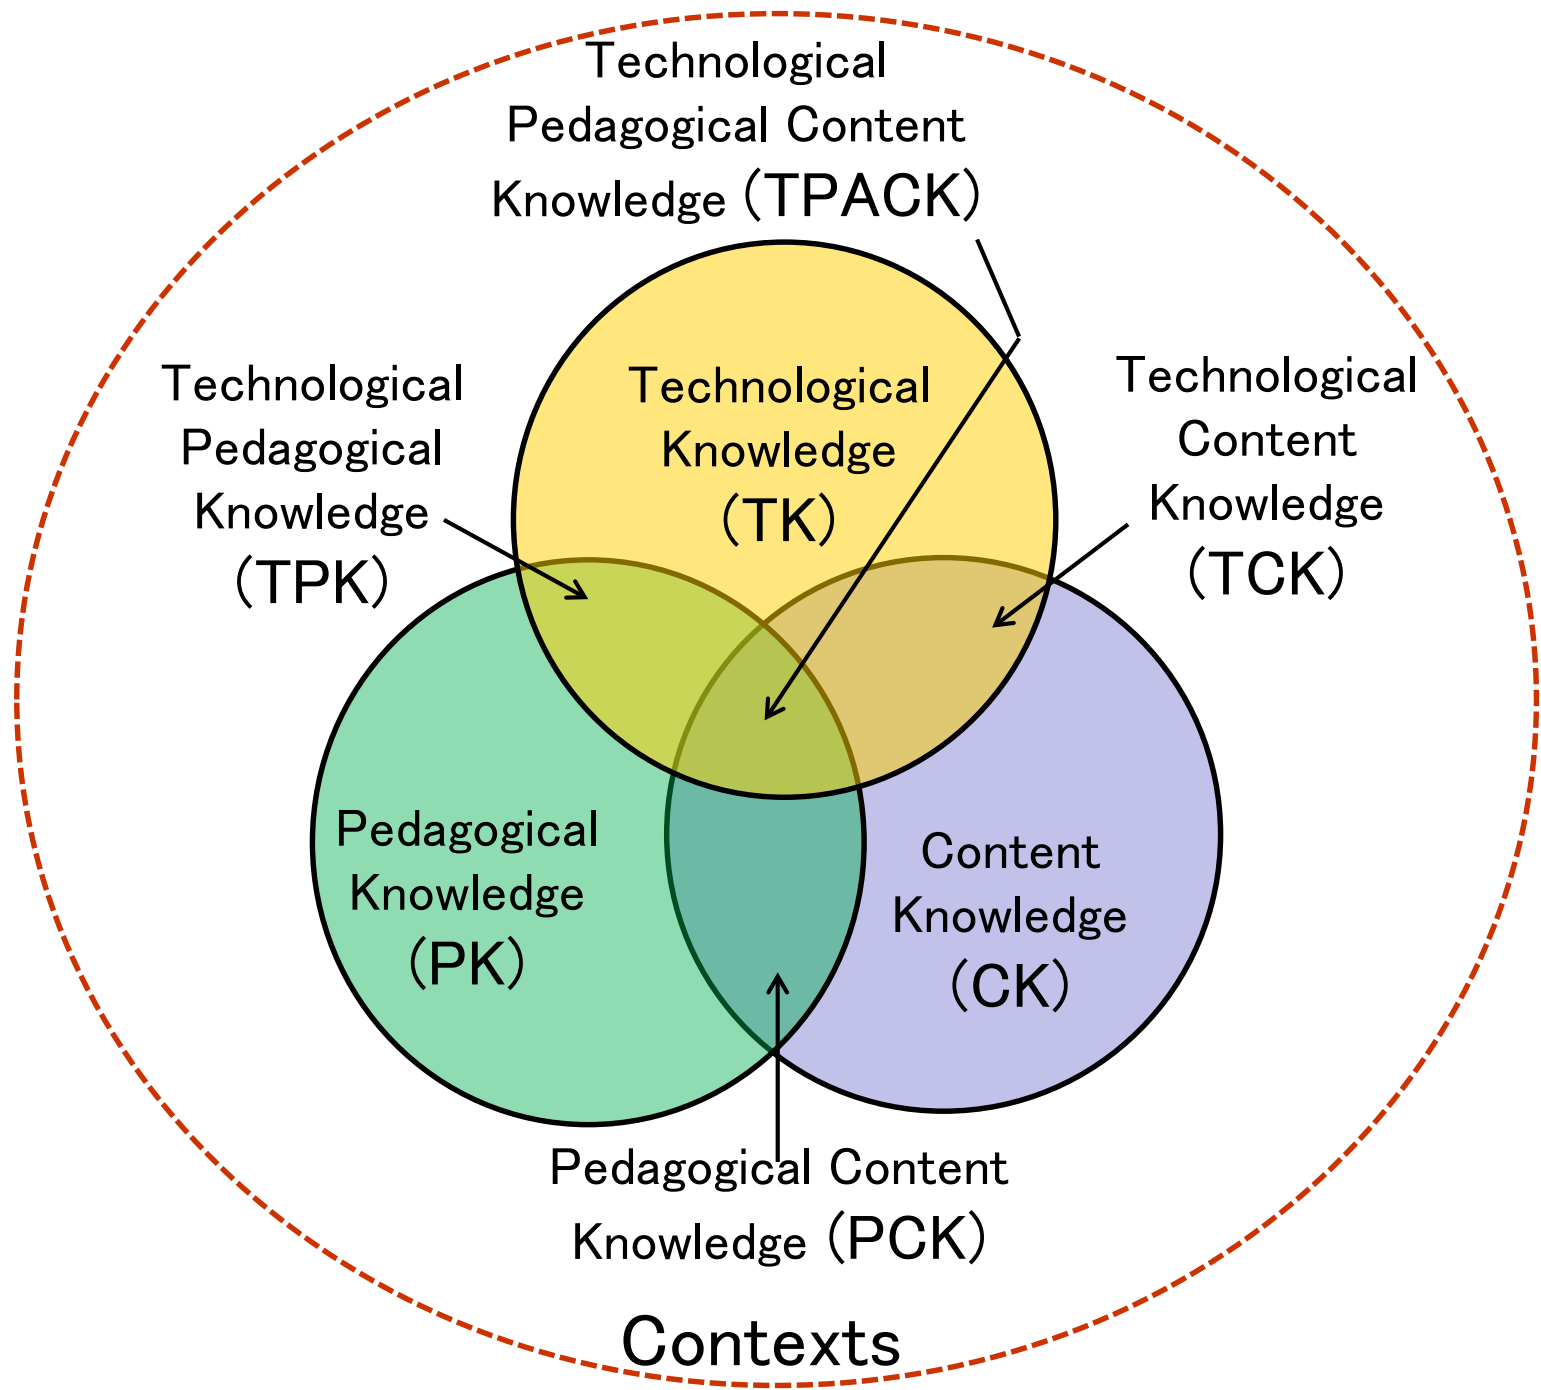 Technological
Pedagogical Content
Knowledge (TPACK)
Technological
Pedagogical
Knowledge
(TPK)
Technological
Knowledge
(TK)
Technological
Content
Knowledge
(TCK)
Pedagogical
Knowledge
(PK)
Content
Knowledge
(CK)
Pedagogical Content
Knowledge (PCK)
Contexts